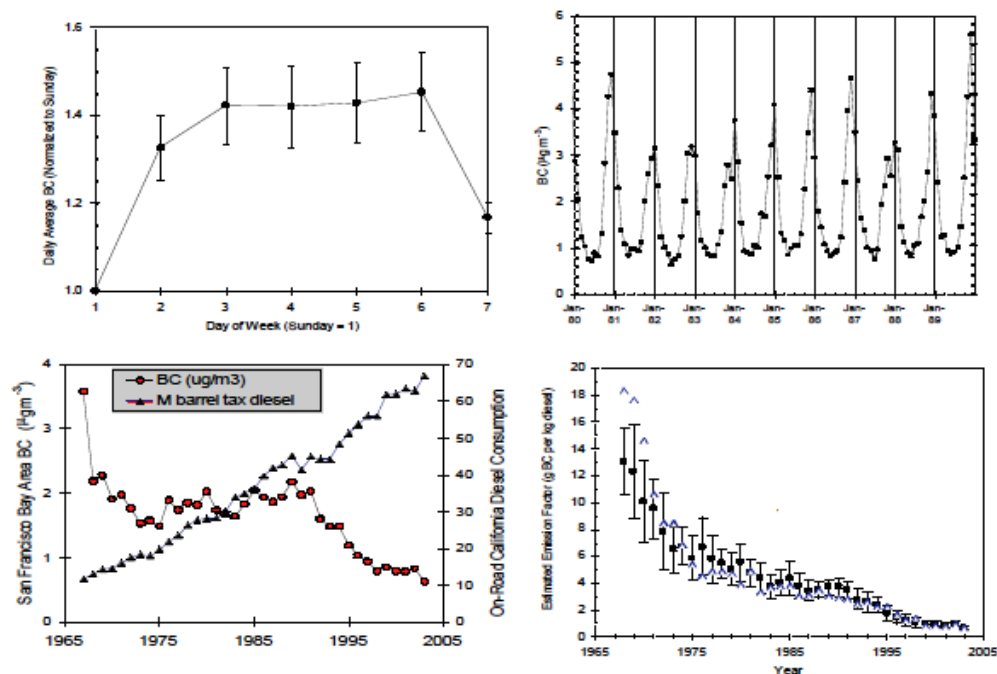 Daily Average BC (Normalized to Sunday)
1.6
1.4
1.2
1.0
1 2 3 4 5 6 7
Day of Week (Sunday = 1)
BC (µgm⁻³)
6
5
4
3
2
1
0
Jan- Jan- Jan- Jan- Jan- Jan- Jan- Jan- Jan- Jan-
80 81 82 83 84 85 86 87 88 89
San Francisco Bay Area BC (µgm⁻³)
4
3
2
1
0
BC (ug/m3)
M barrel tax diesel
70
60
50
40
30
20
10
0
On-Road California Diesel Consumption
1965 1975 1985 1995 2005
Estimated Emission Factor (g BC per kg diesel)
20
18
16
14
12
10
8
6
4
2
0
1965 1975 1985 1995 2005
Year